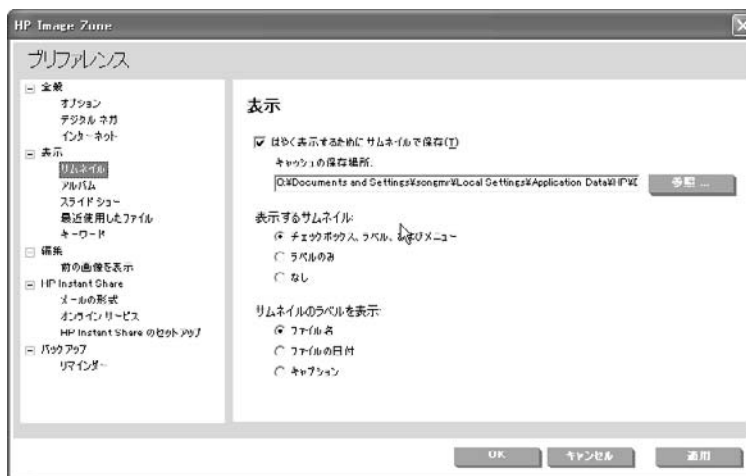 HP Image Zone
プリファレンス
全般
オプション
デジタル ネガ
インターネット
表示
サムネイル
アルバム
スライド ショー
最近使用したファイル
キーワード
編集
前の画像を表示
HP Instant Share
メールの形式
オンライン サービス
HP Instant Share のセットアップ
バックアップ
リマインダー
表示
はやく表示するために サムネイルで保存(T)
キャッシュの保存場所:
D:¥Documents and Settings¥songmr¥Local Settings¥Application Data¥HP¥D
参照 ...
表示するサムネイル:
チェックボックス、ラベル、およびメニュー
ラベルのみ
なし
サムネイルのラベルを表示:
ファイル名
ファイルの日付
キャプション
OK
キャンセル
適用